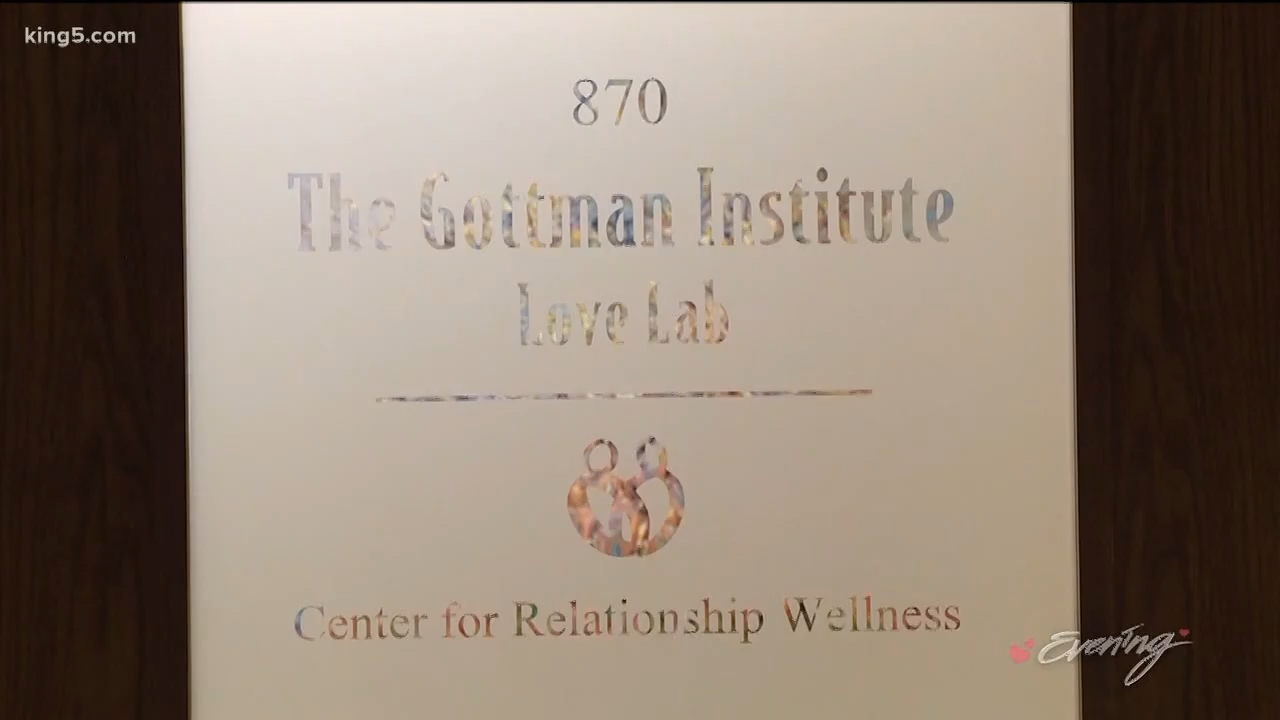 king5.com
870
The Gottman Institute
Love Lab
Center for Relationship Wellness
Evening